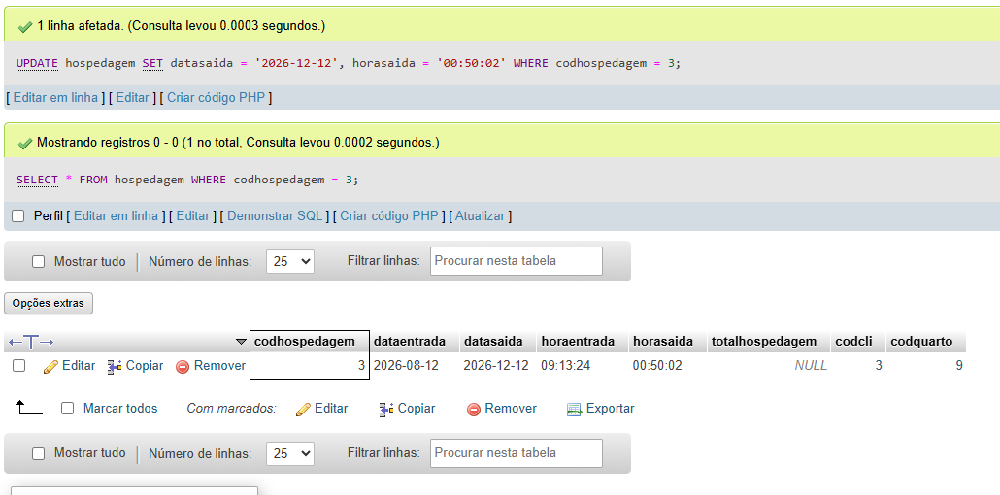 1 linha afetada. (Consulta levou 0.0003 segundos.)
UPDATE hospedagem SET datasaida = '2026-12-12', horasaida = '00:50:02' WHERE codhospedagem = 3;
[ Editar em linha ] [ Editar ] [ Criar código PHP ]
Mostrando registros 0 - 0 (1 no total, Consulta levou 0.0002 segundos.)
SELECT * FROM hospedagem WHERE codhospedagem = 3;
Perfil [ Editar em linha ] [ Editar ] [ Demonstrar SQL ] [ Criar código PHP ] [ Atualizar ]
Mostrar tudo Número de linhas: 25 Filtrar linhas: Procurar nesta tabela
Opções extras
codhospedagem dataentrada datasaida horaentrada horasaida totalhospedagem codcli codquarto
Editar Copiar Remover 3 2026-08-12 2026-12-12 09:13:24 00:50:02 NULL 3 9
Marcar todos Com marcados: Editar Copiar Remover Exportar
Mostrar tudo Número de linhas: 25 Filtrar linhas: Procurar nesta tabela